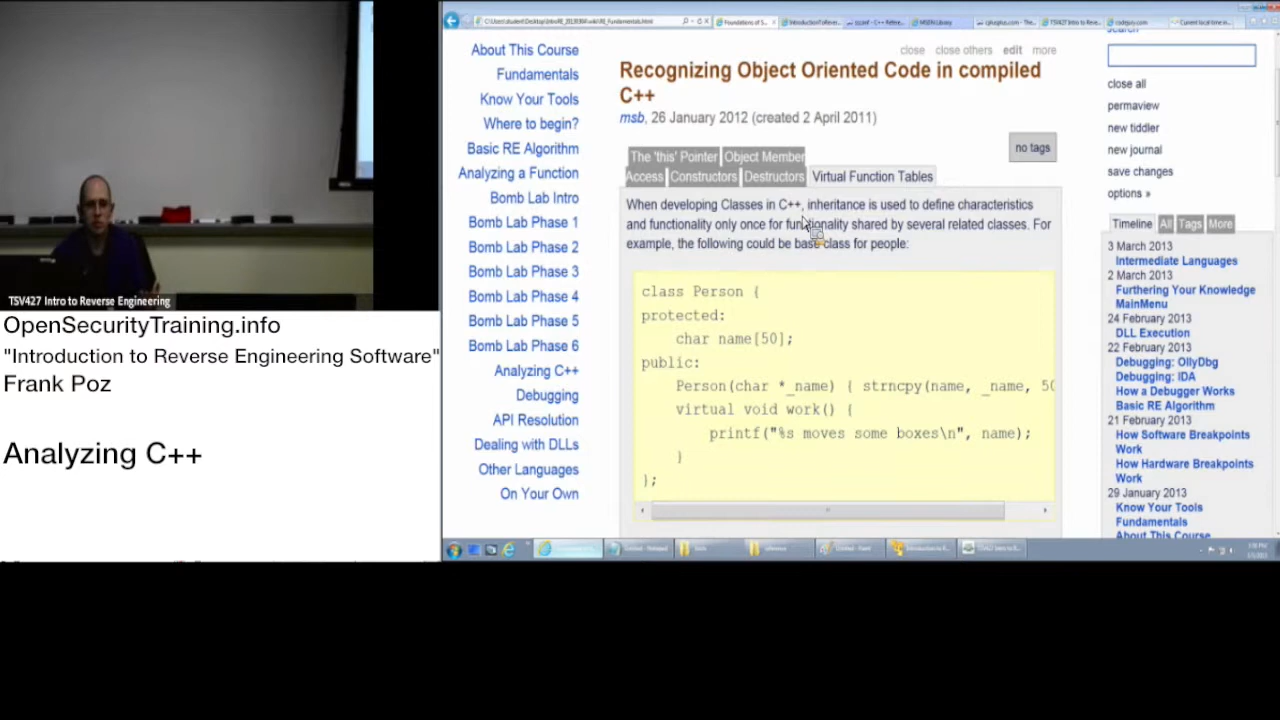 TSV427 Intro to Reverse Engineering
OpenSecurityTraining.info
"Introduction to Reverse Engineering Software"
Frank Poz
Analyzing C++
About This Course
Fundamentals
Know Your Tools
Where to begin?
Basic RE Algorithm
Analyzing a Function
Bomb Lab Intro
Bomb Lab Phase 1
Bomb Lab Phase 2
Bomb Lab Phase 3
Bomb Lab Phase 4
Bomb Lab Phase 5
Bomb Lab Phase 6
Analyzing C++
Debugging
API Resolution
Dealing with DLLs
Other Languages
On Your Own
close close others edit more
Recognizing Object Oriented Code in compiled
C++
msb, 26 January 2012 (created 2 April 2011)
no tags
The 'this' Pointer Object Member
Access Constructors Destructors Virtual Function Tables
When developing Classes in C++, inheritance is used to define characteristics
and functionality only once for functionality shared by several related classes. For
example, the following could be base class for people:
class Person {
protected:
char name[50];
public:
Person(char *_name) { strncpy(name, _name, 50
virtual void work() {
printf("%s moves some boxes\n", name);
}
};
search
close all
permaview
new tiddler
new journal
save changes
options »
Timeline All Tags More
3 March 2013
Intermediate Languages
2 March 2013
Furthering Your Knowledge
MainMenu
24 February 2013
DLL Execution
22 February 2013
Debugging: OllyDbg
Debugging: IDA
How a Debugger Works
Basic RE Algorithm
21 February 2013
How Software Breakpoints
Work
How Hardware Breakpoints
Work
29 January 2013
Know Your Tools
Fundamentals
About This Course